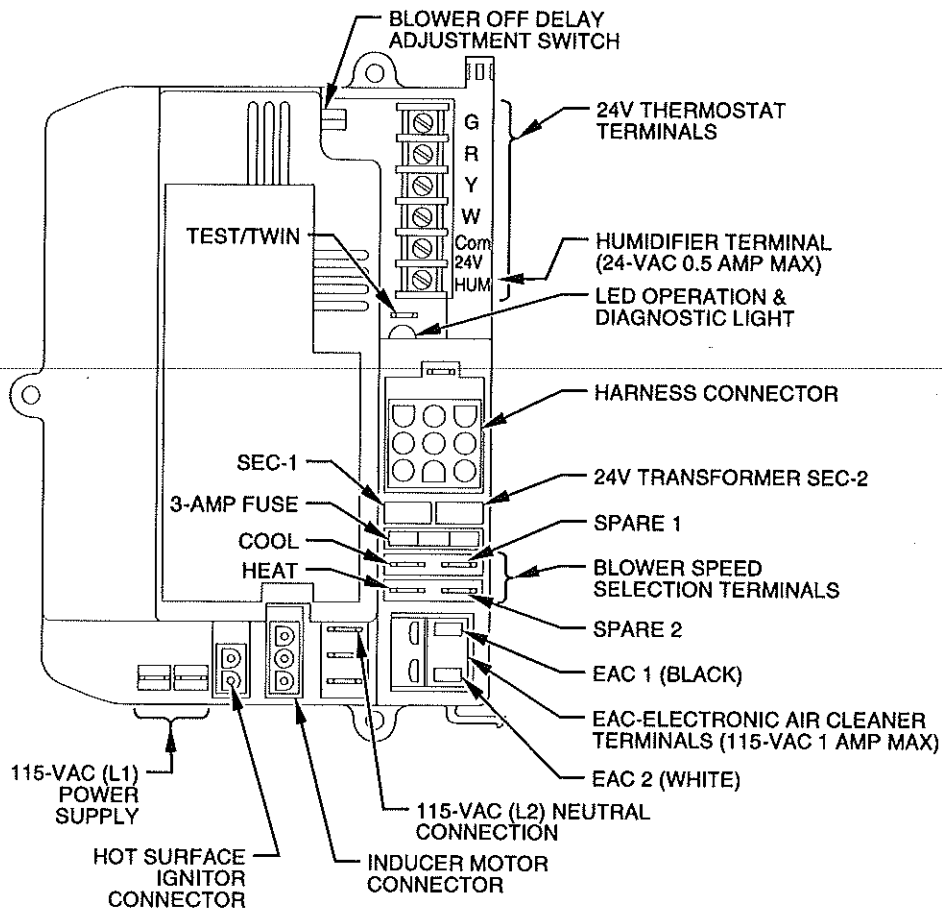 BLOWER OFF DELAY
ADJUSTMENT SWITCH
24V THERMOSTAT
TERMINALS
G
R
Y
W
Com
24V
HUM
TEST/TWIN
HUMIDIFIER TERMINAL
(24-VAC 0.5 AMP MAX)
LED OPERATION &
DIAGNOSTIC LIGHT
HARNESS CONNECTOR
SEC-1
24V TRANSFORMER SEC-2
3-AMP FUSE
SPARE 1
COOL
HEAT
BLOWER SPEED
SELECTION TERMINALS
SPARE 2
EAC 1 (BLACK)
EAC-ELECTRONIC AIR CLEANER
TERMINALS (115-VAC 1 AMP MAX)
EAC 2 (WHITE)
115-VAC (L1)
POWER
SUPPLY
115-VAC (L2) NEUTRAL
CONNECTION
HOT SURFACE
IGNITOR
CONNECTOR
INDUCER MOTOR
CONNECTOR